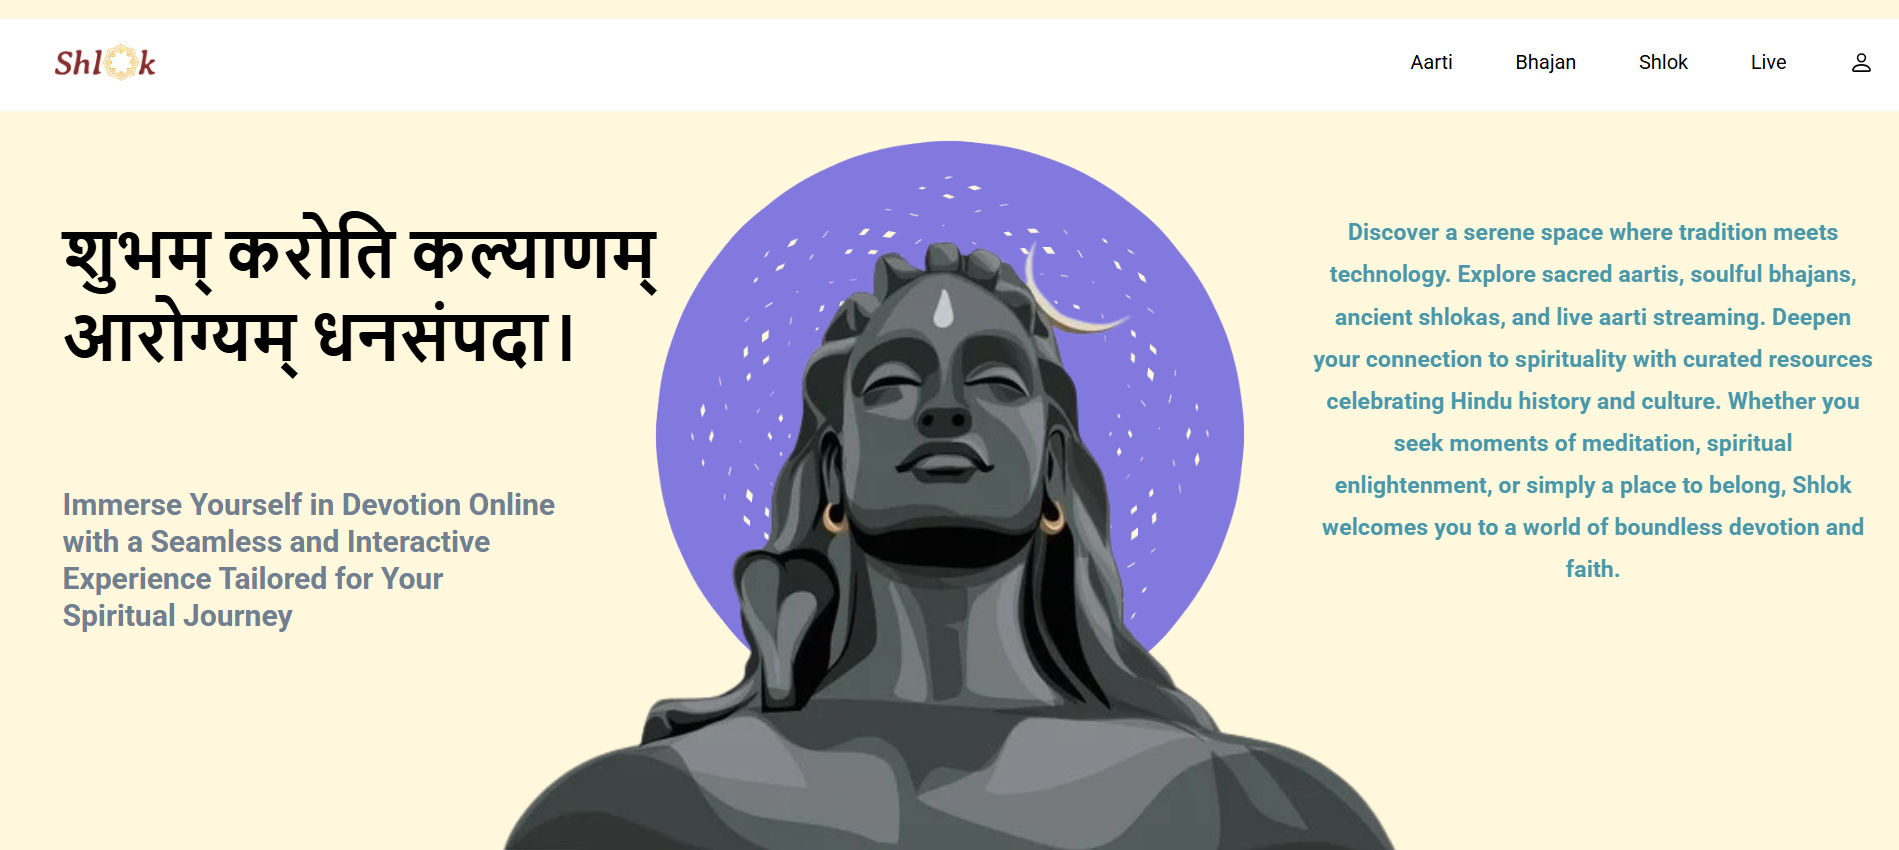 Shlok
Aarti
Bhajan
Shlok
Live
शुभम् करोति कल्याणम्
आरोग्यम् धनसंपदा।
Immerse Yourself in Devotion Online
with a Seamless and Interactive
Experience Tailored for Your
Spiritual Journey
Discover a serene space where tradition meets
technology. Explore sacred aartis, soulful bhajans,
ancient shlokas, and live aarti streaming. Deepen
your connection to spirituality with curated resources
celebrating Hindu history and culture. Whether you
seek moments of meditation, spiritual
enlightenment, or simply a place to belong, Shlok
welcomes you to a world of boundless devotion and
faith.